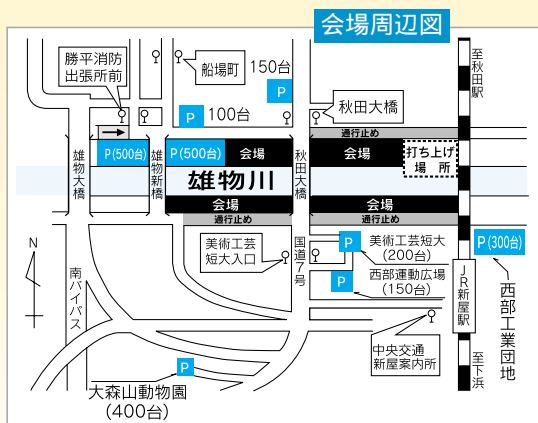 会場周辺図
至秋田駅
勝平消防
出張所前
船場町
150台
P
P
100台
秋田大橋
通行止め
P(500台)
P(500台)
会場
会場
打ち上げ
場所
雄物大橋
雄物新橋
秋田大橋
雄物川
会場
会場
通行止め
通行止め
N
南バイパス
美術工芸
短大入口
国道7号
P
美術工芸短大
(200台)
P
西部運動広場
(150台)
P(300台)
西部工業団地
JR新屋駅
中央交通
新屋案内所
至下浜
P
大森山動物園
(400台)